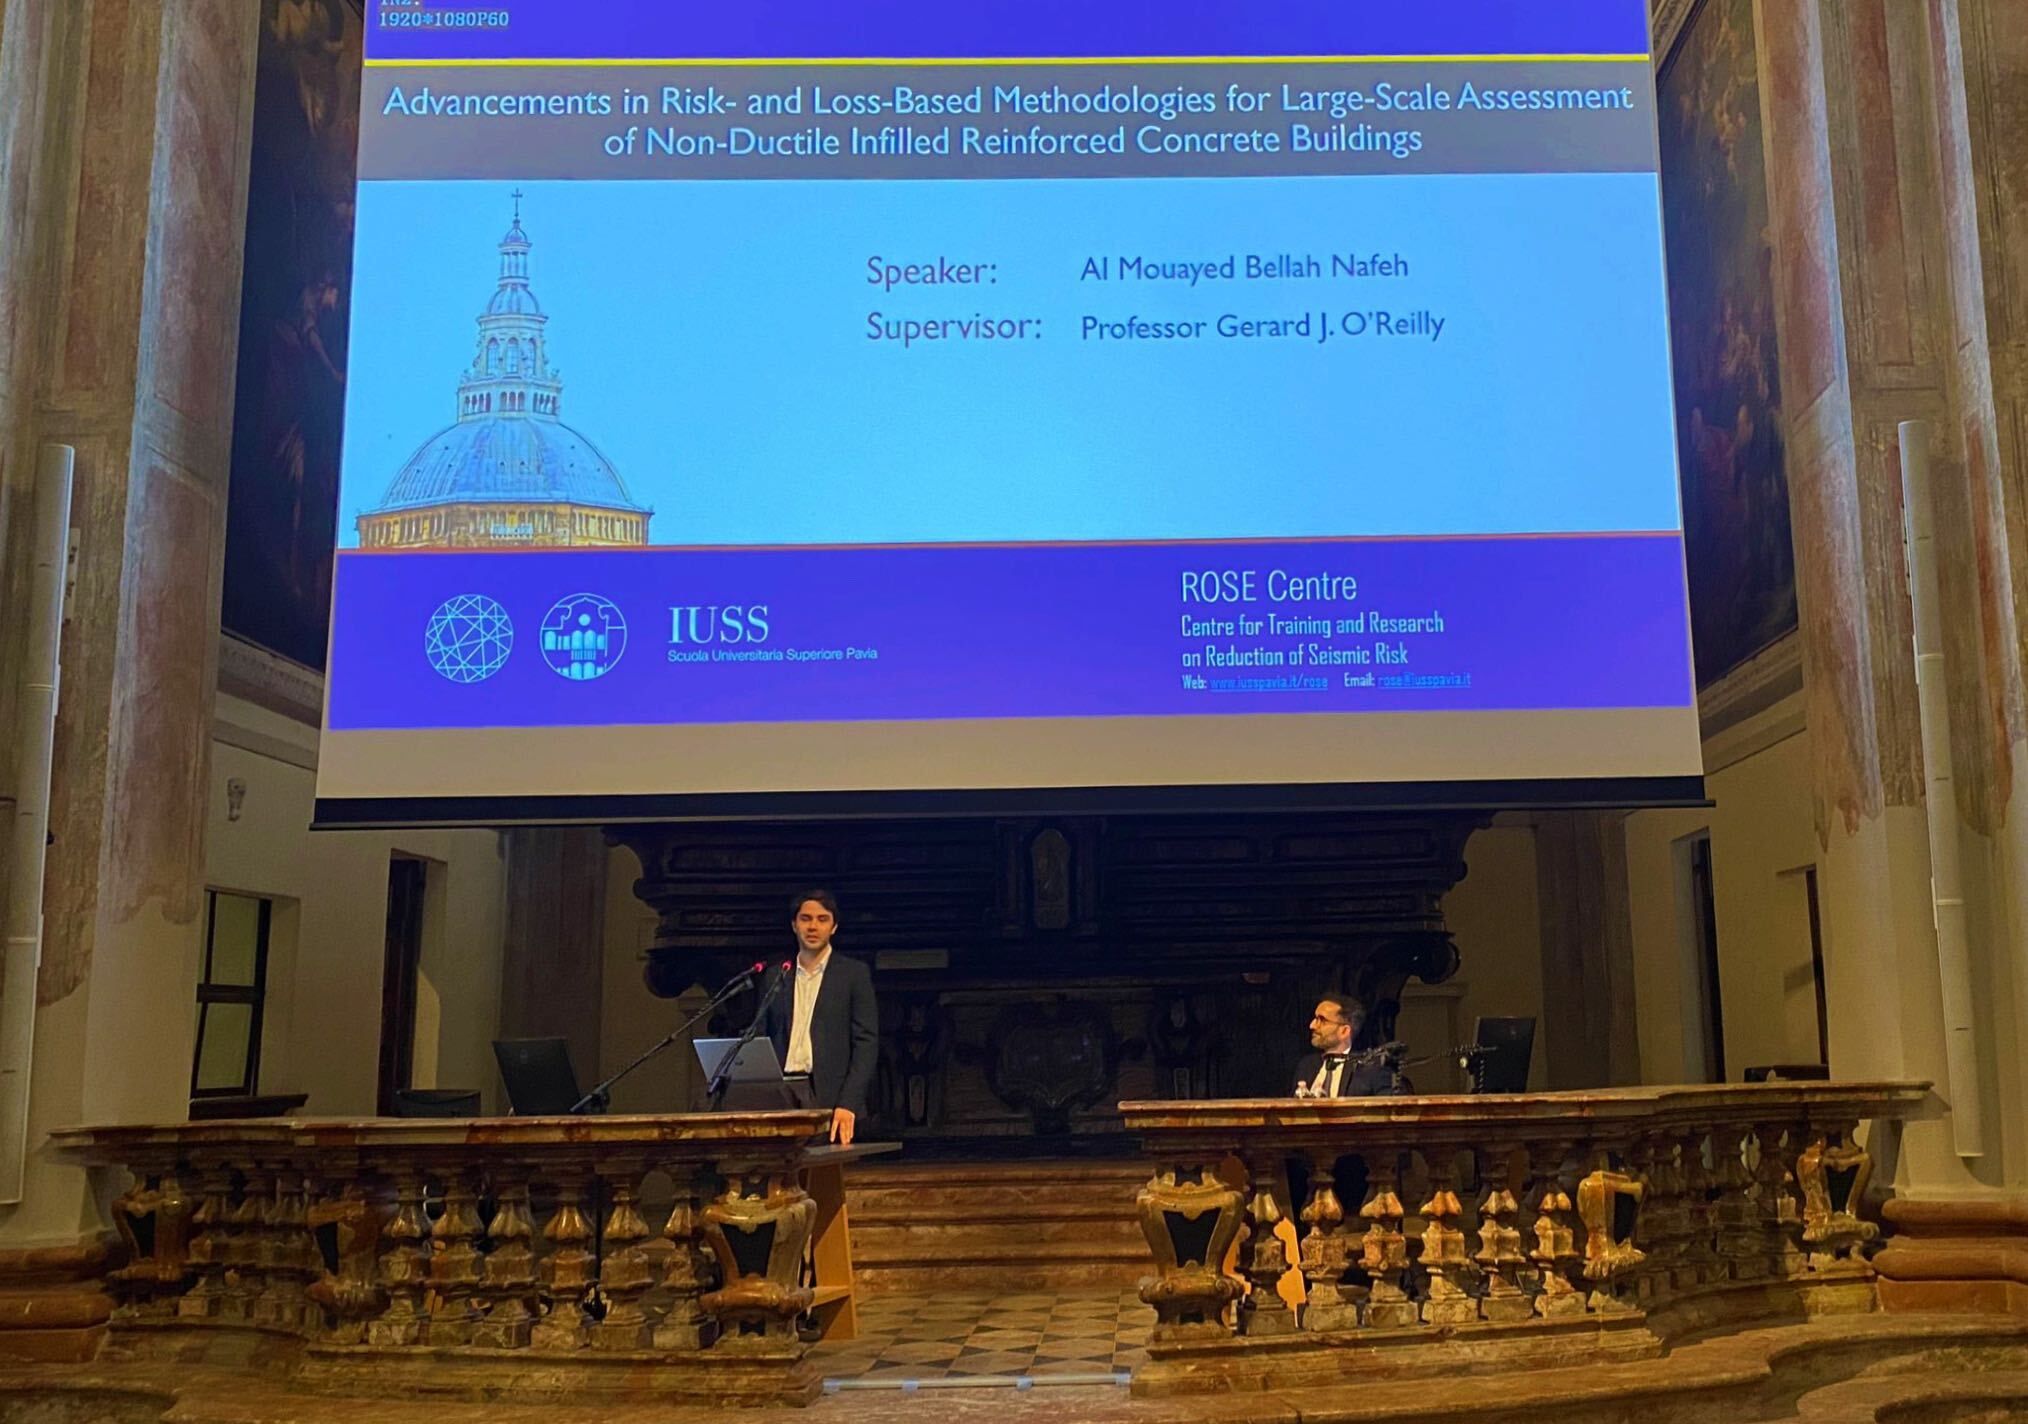 1920*1080P60
Advancements in Risk- and Loss-Based Methodologies for Large-Scale Assessment
of Non-Ductile Infilled Reinforced Concrete Buildings
Speaker: Al Mouayed Bellah Nafeh
Supervisor: Professor Gerard J. O'Reilly
IUSS
Scuola Universitaria Superiore Pavia
ROSE Centre
Centre for Training and Research
on Reduction of Seismic Risk
Web: www.iusspavia.it/rose Email: rose@iusspavia.it